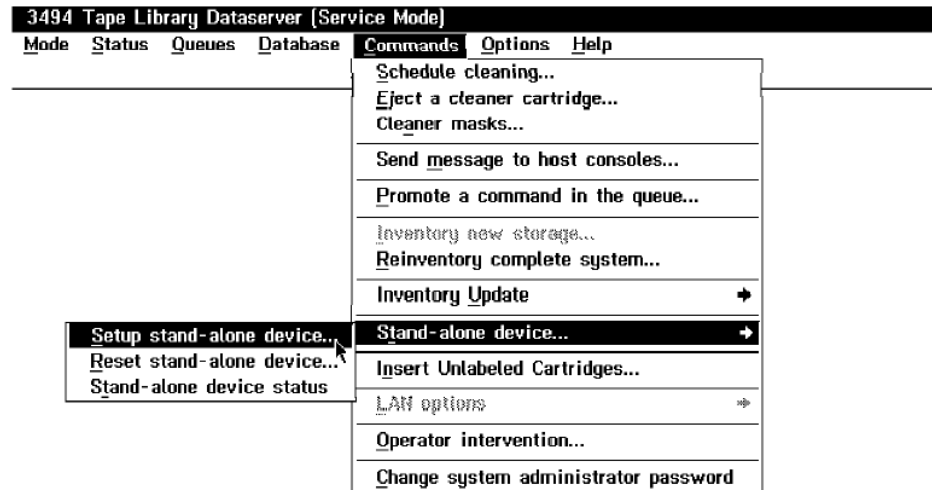 3494 Tape Library Dataserver (Service Mode)
Mode Status Queues Database Commands Options Help
Schedule cleaning...
Eject a cleaner cartridge...
Cleaner masks...
Send message to host consoles...
Promote a command in the queue...
Inventory new storage...
Reinventory complete system...
Inventory Update
Stand-alone device...
Setup stand-alone device...
Reset stand-alone device...
Stand-alone device status
Insert Unlabeled Cartridges...
LAN options
Operator intervention...
Change system administrator password